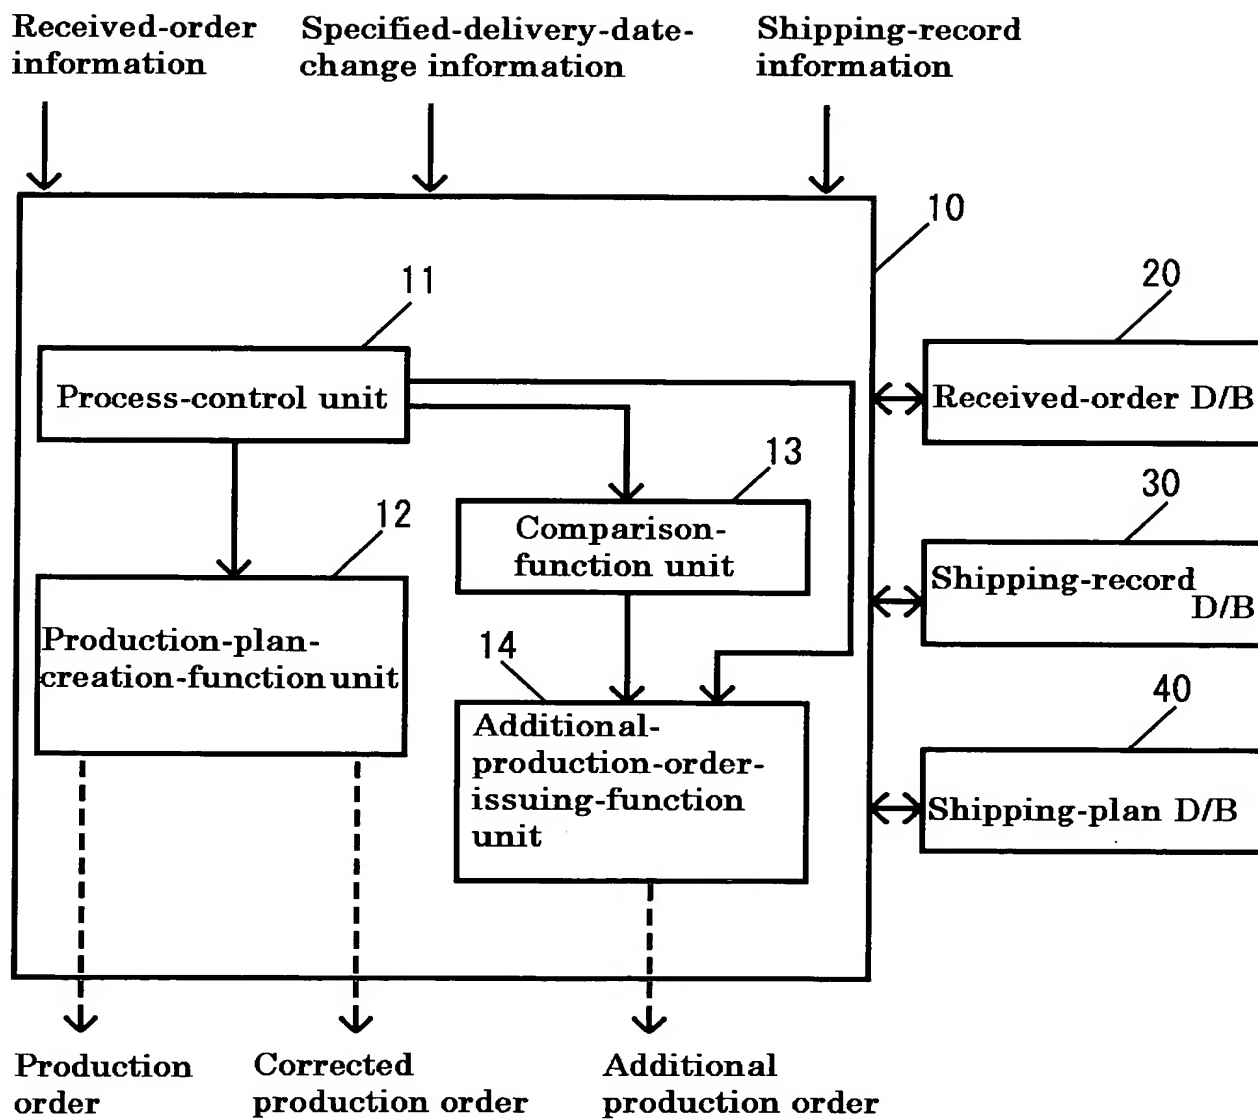 Received-order
information
Specified-delivery-date-
change information
Shipping-record
information
10
11
20
Process-control unit
Received-order D/B
13
30
12
Comparison-
function unit
Shipping-record
D/B
Production-plan-
creation-function unit
14
40
Additional-
production-order-
issuing-function
unit
Shipping-plan D/B
Production
order
Corrected
production order
Additional
production order